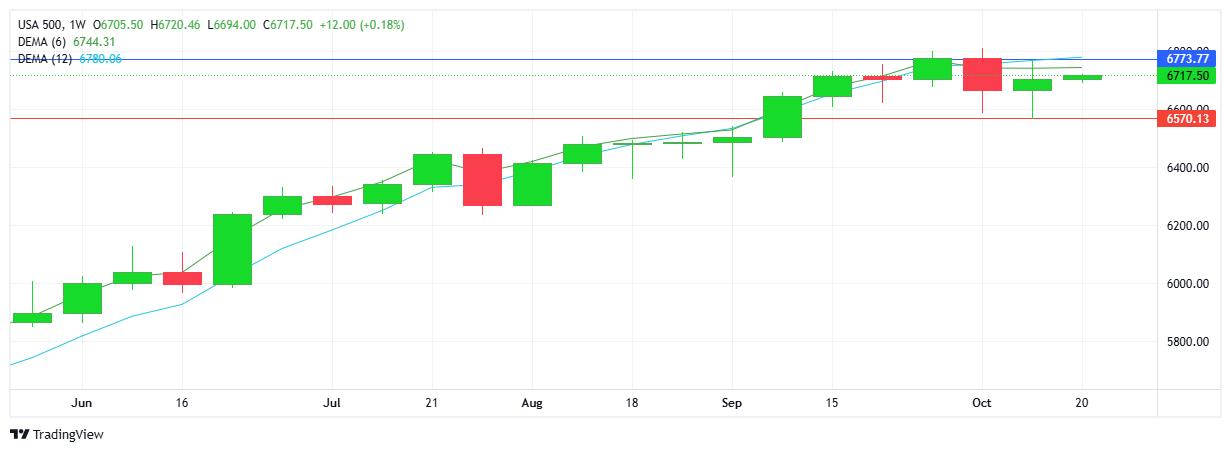 USA 500, 1W O6705.50 H6720.46 L6694.00 C6717.50 +12.00 (+0.18%)
DEMA (6) 6744.31
DEMA (12) 6780.06
6800.00
6773.77
6717.50
6600.00
6570.13
6400.00
6200.00
6000.00
5800.00
Jun 16 Jul 21 Aug 18 Sep 15 Oct 20
TradingView